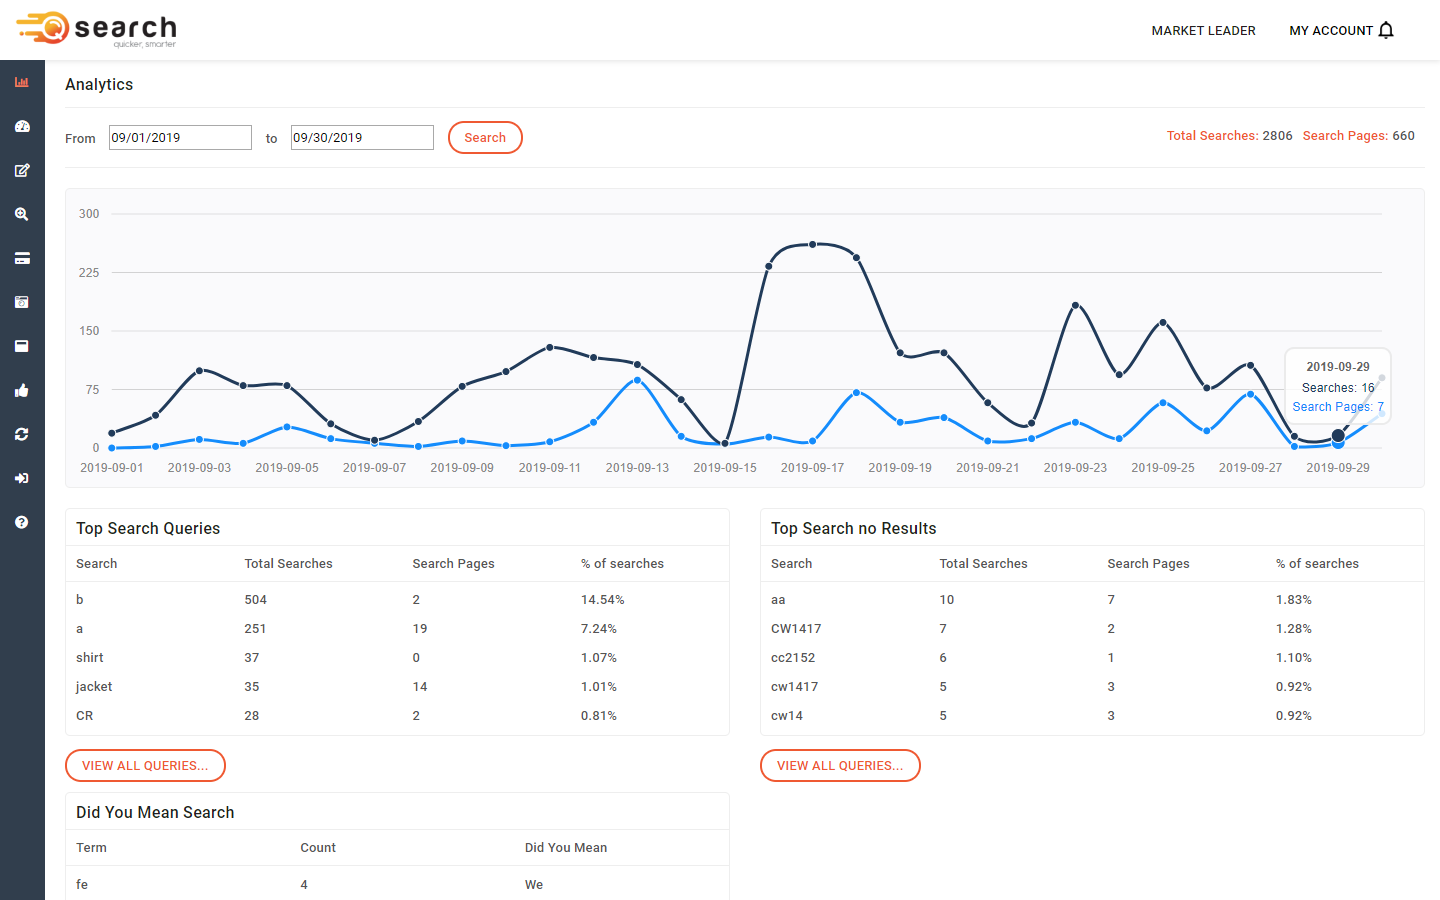 search
quicker, smarter
MARKET LEADER MY ACCOUNT
Analytics
From 09/01/2019 to 09/30/2019 Search Total Searches: 2806 Search Pages: 660
300
225
150
75
0
2019-09-29
Searches: 16
Search Pages: 7
2019-09-01 2019-09-03 2019-09-05 2019-09-07 2019-09-09 2019-09-11 2019-09-13 2019-09-15 2019-09-17 2019-09-19 2019-09-21 2019-09-23 2019-09-25 2019-09-27 2019-09-29
Top Search Queries
Search Total Searches Search Pages % of searches
b 504 2 14.54%
a 251 19 7.24%
shirt 37 0 1.07%
jacket 35 14 1.01%
CR 28 2 0.81%
VIEW ALL QUERIES...
Top Search no Results
Search Total Searches Search Pages % of searches
aa 10 7 1.83%
CW1417 7 2 1.28%
cc2152 6 1 1.10%
cw1417 5 3 0.92%
cw14 5 3 0.92%
VIEW ALL QUERIES...
Did You Mean Search
Term Count Did You Mean
fe 4 We